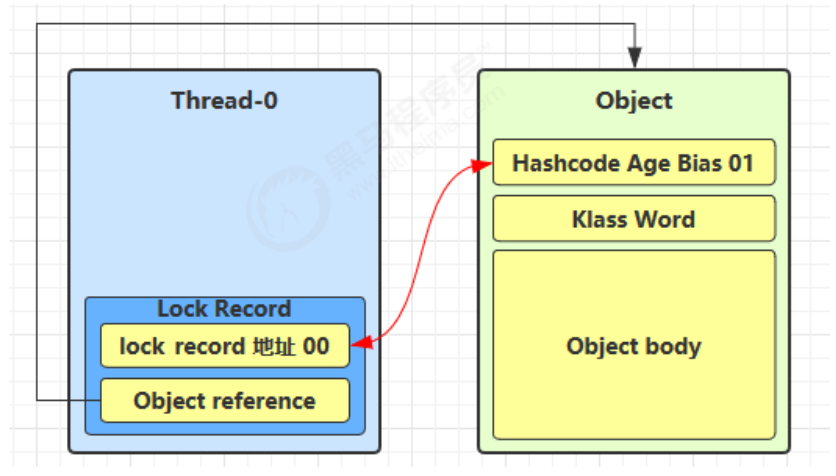 Thread-0
Lock Record
lock record 地址 00
Object reference
Object
Hashcode Age Bias 01
Klass Word
Object body
黑马程序员
www.itheima.com